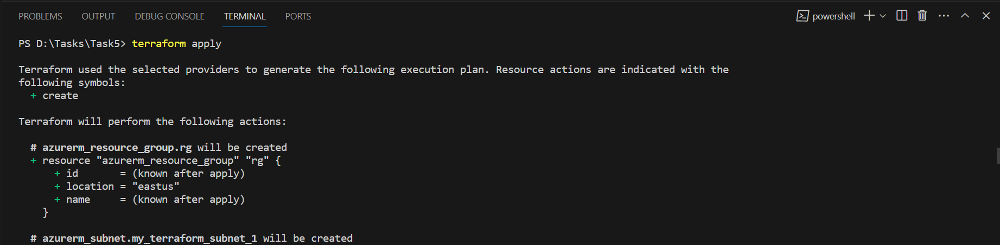 PROBLEMS OUTPUT DEBUG CONSOLE TERMINAL PORTS powershell
PS D:\Tasks\Task5> terraform apply
Terraform used the selected providers to generate the following execution plan. Resource actions are indicated with the
following symbols:
  + create
Terraform will perform the following actions:
  # azurerm_resource_group.rg will be created
  + resource "azurerm_resource_group" "rg" {
      + id       = (known after apply)
      + location = "eastus"
      + name     = (known after apply)
    }
  # azurerm_subnet.my_terraform_subnet_1 will be created